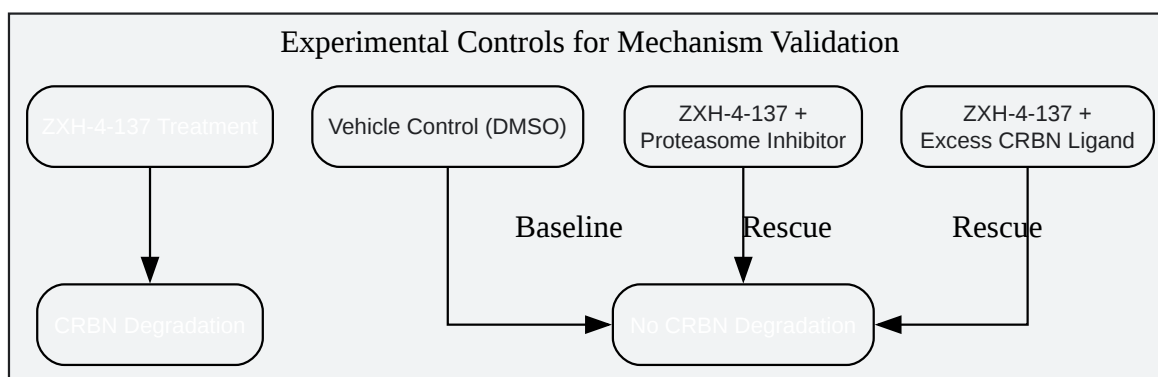 Experimental Controls for Mechanism Validation
ZXH-4-137 Treatment
Vehicle Control (DMSO)
ZXH-4-137 +
Proteasome Inhibitor
ZXH-4-137 +
Excess CRBN Ligand
Baseline
Rescue
Rescue
CRBN Degradation
No CRBN Degradation